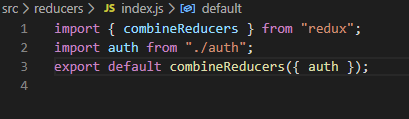 src > reducers > JS index.js > default
1 import { combineReducers } from "redux";
2 import auth from "./auth";
3 export default combineReducers({ auth });
4